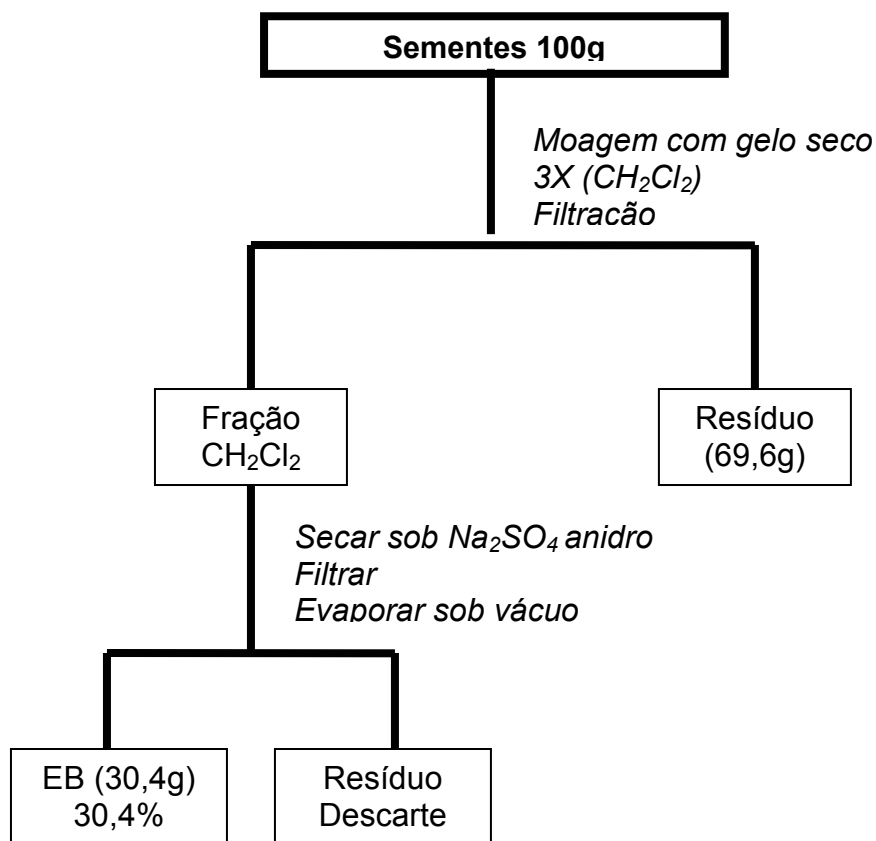 Sementes 100g
Moagem com gelo seco
3X (CH₂Cl₂)
Filtração
Fração
CH₂Cl₂
Resíduo
(69,6g)
Secar sob Na₂SO₄ anidro
Filtrar
Evaporar sob vácuo
EB (30,4g)
30,4%
Resíduo
Descarte